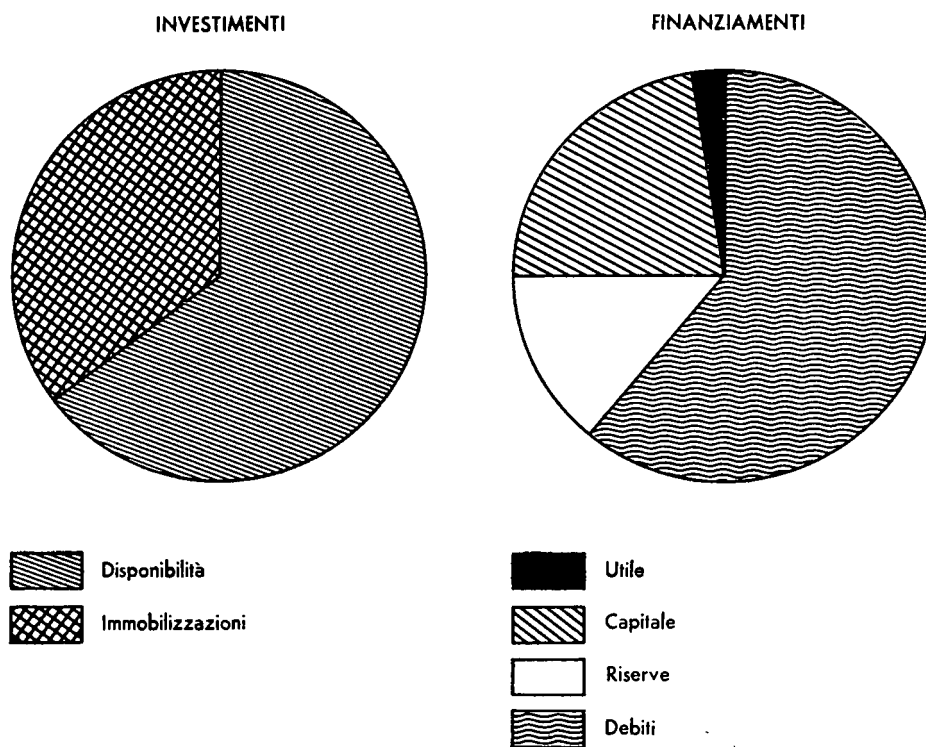 INVESTIMENTI
FINANZIAMENTI
Disponibilità
Immobilizzazioni
Utile
Capitale
Riserve
Debiti